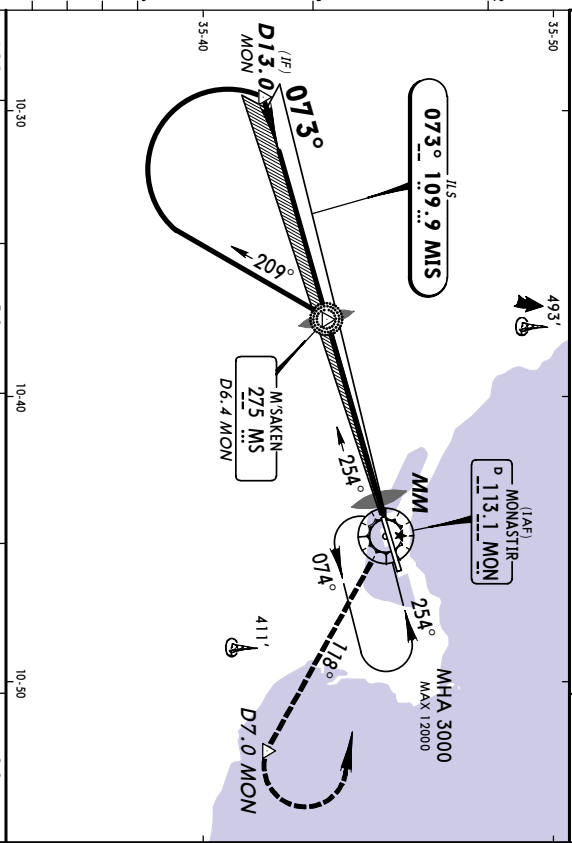 35-40
35-50
10-30
10-40
10-50
(IF)
D13.0
MON
073°
ILS
073° 109.9 MIS
493'
209°
M'SAKEN
275 MS
D6.4 MON
254°
MM
(IAF)
MONASTIR
D 113.1 MON
074°
254°
MHA 3000
MAX 12000
118°
411'
D7.0 MON